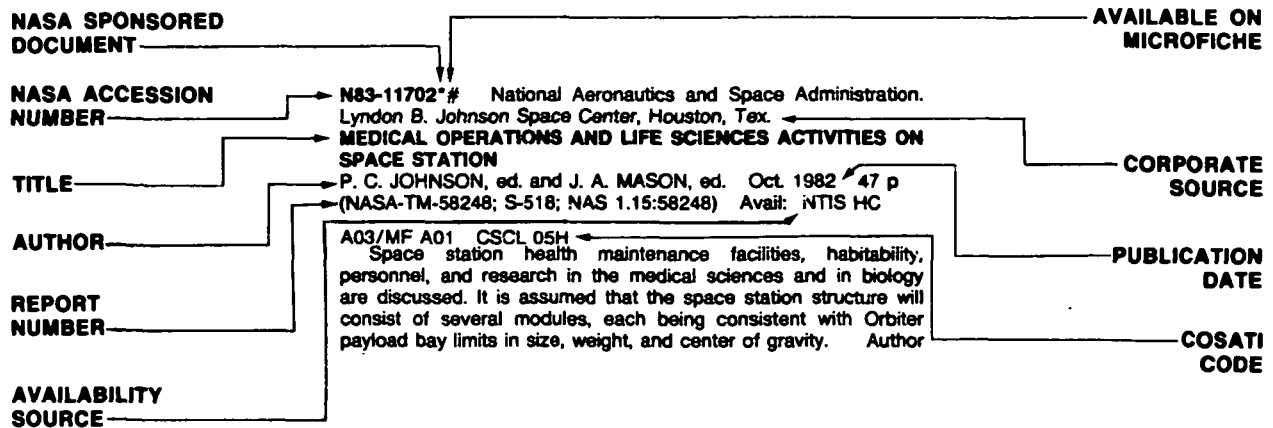 NASA SPONSORED
DOCUMENT
AVAILABLE ON
MICROFICHE
NASA ACCESSION
NUMBER
N83-11702*# National Aeronautics and Space Administration.
Lyndon B. Johnson Space Center, Houston, Tex.
TITLE
MEDICAL OPERATIONS AND LIFE SCIENCES ACTIVITIES ON
SPACE STATION
CORPORATE
SOURCE
AUTHOR
P. C. JOHNSON, ed. and J. A. MASON, ed. Oct. 1982 47 p
(NASA-TM-58248; S-518; NAS 1.15:58248) Avail: NTIS HC
A03/MF A01 CSCL 05H
PUBLICATION
DATE
REPORT
NUMBER
Space station health maintenance facilities, habitability,
personnel, and research in the medical sciences and in biology
are discussed. It is assumed that the space station structure will
consist of several modules, each being consistent with Orbiter
payload bay limits in size, weight, and center of gravity. Author
COSATI
CODE
AVAILABILITY
SOURCE